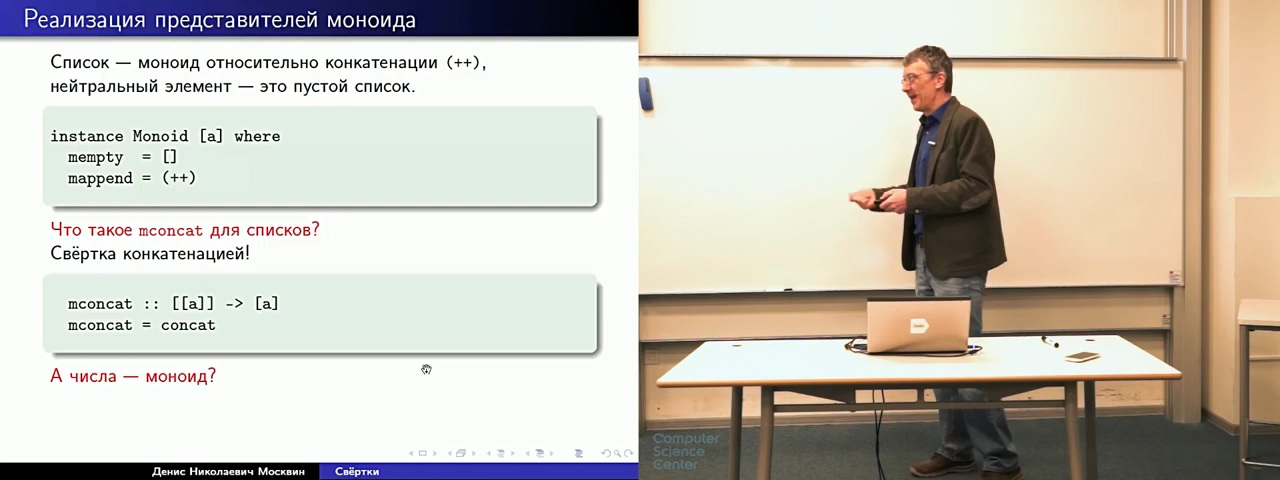 Реализация представителей моноида
Список — моноид относительно конкатенации (++),
нейтральный элемент — это пустой список.
instance Monoid [a] where
mempty = []
mappend = (++)
Что такое mconcat для списков?
Свёртка конкатенацией!
mconcat :: [[a]] -> [a]
mconcat = concat
А числа — моноид?
Денис Николаевич Москвин
Свёртки
Computer
Science
Center